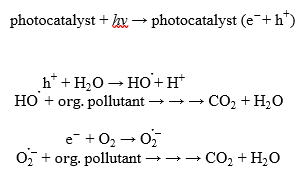 photocatalyst + hν → photocatalyst (e⁻ + h⁺)
h⁺ + H₂O → HO˙ + H⁺
HO˙ + org. pollutant → → → CO₂ + H₂O
e⁻ + O₂ → O₂˙⁻
O₂˙⁻ + org. pollutant → → → CO₂ + H₂O